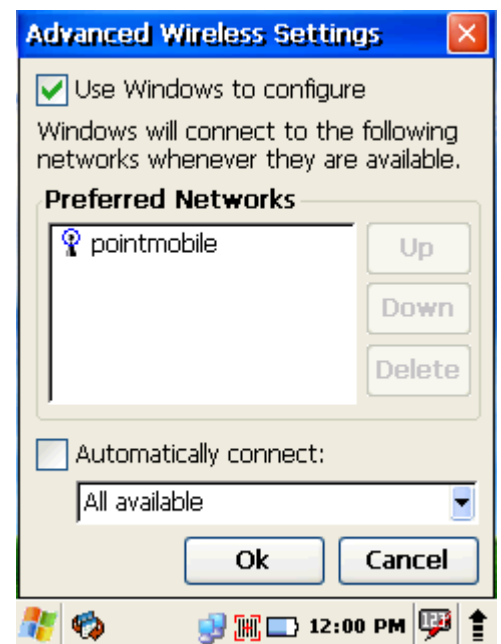 Advanced Wireless Settings
Use Windows to configure
Windows will connect to the following
networks whenever they are available.
Preferred Networks
pointmobile
Up
Down
Delete
Automatically connect:
All available
Ok
Cancel
12:00 PM
123